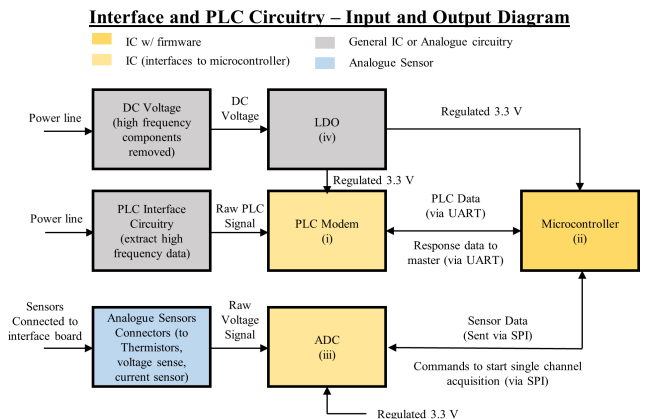 Interface and PLC Circuitry – Input and Output Diagram
IC w/ firmware
General IC or Analogue circuitry
IC (interfaces to microcontroller)
Analogue Sensor
Power line
DC Voltage
(high frequency
components
removed)
DC
Voltage
LDO
(iv)
Regulated 3.3 V
Regulated 3.3 V
Power line
PLC Interface
Circuitry
(extract high
frequency data)
Raw PLC
Signal
PLC Modem
(i)
PLC Data
(via UART)
Response data to
master (via UART)
Microcontroller
(ii)
Sensors
Connected to
interface board
Analogue Sensors
Connectors (to
Thermistors,
voltage sense,
current sensor)
Raw
Voltage
Signal
ADC
(iii)
Sensor Data
(Sent via SPI)
Commands to start single channel
acquisition (via SPI)
Regulated 3.3 V